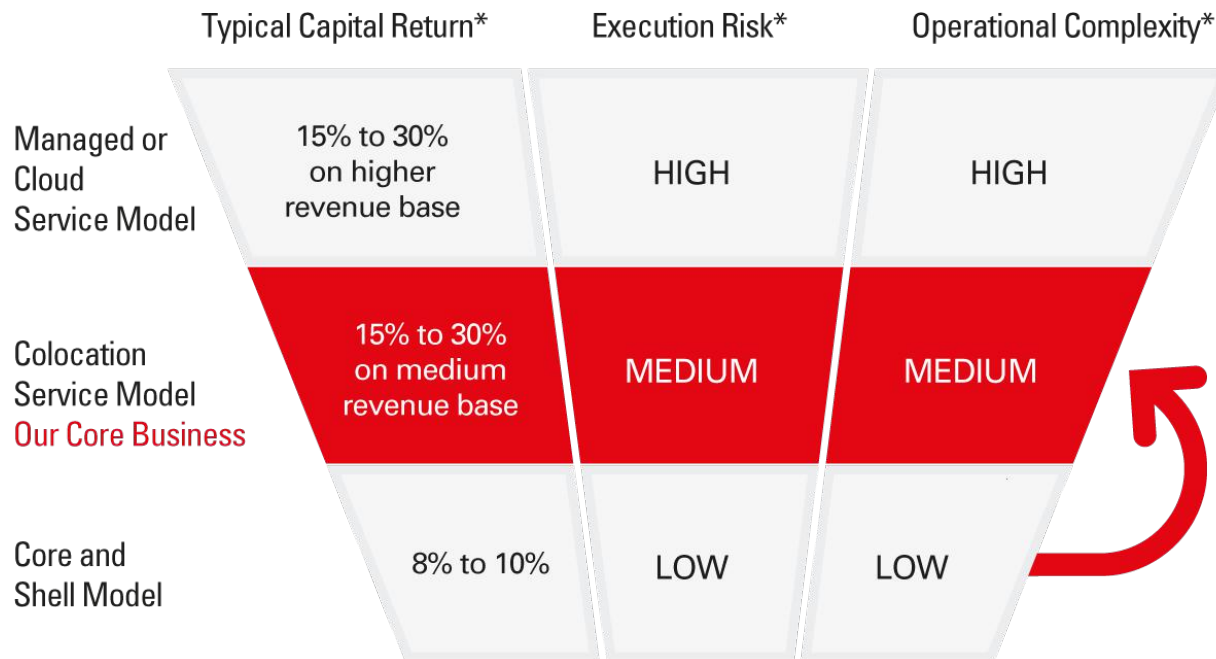 Typical Capital Return*
Execution Risk*
Operational Complexity*
Managed or
Cloud
Service Model
15% to 30%
on higher
revenue base
HIGH
HIGH
Colocation
Service Model
Our Core Business
15% to 30%
on medium
revenue base
MEDIUM
MEDIUM
Core and
Shell Model
8% to 10%
LOW
LOW